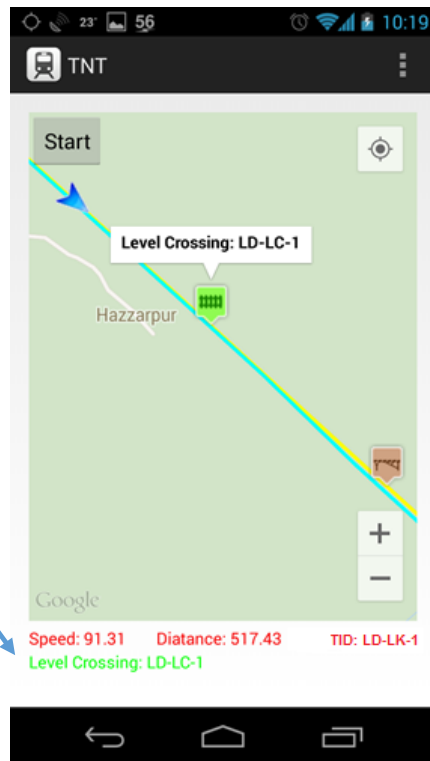 23° 56 10:19
TNT
Start
Level Crossing: LD-LC-1
Hazzarpur
+
−
Google
Speed: 91.31 Diatance: 517.43 TID: LD-LK-1
Level Crossing: LD-LC-1